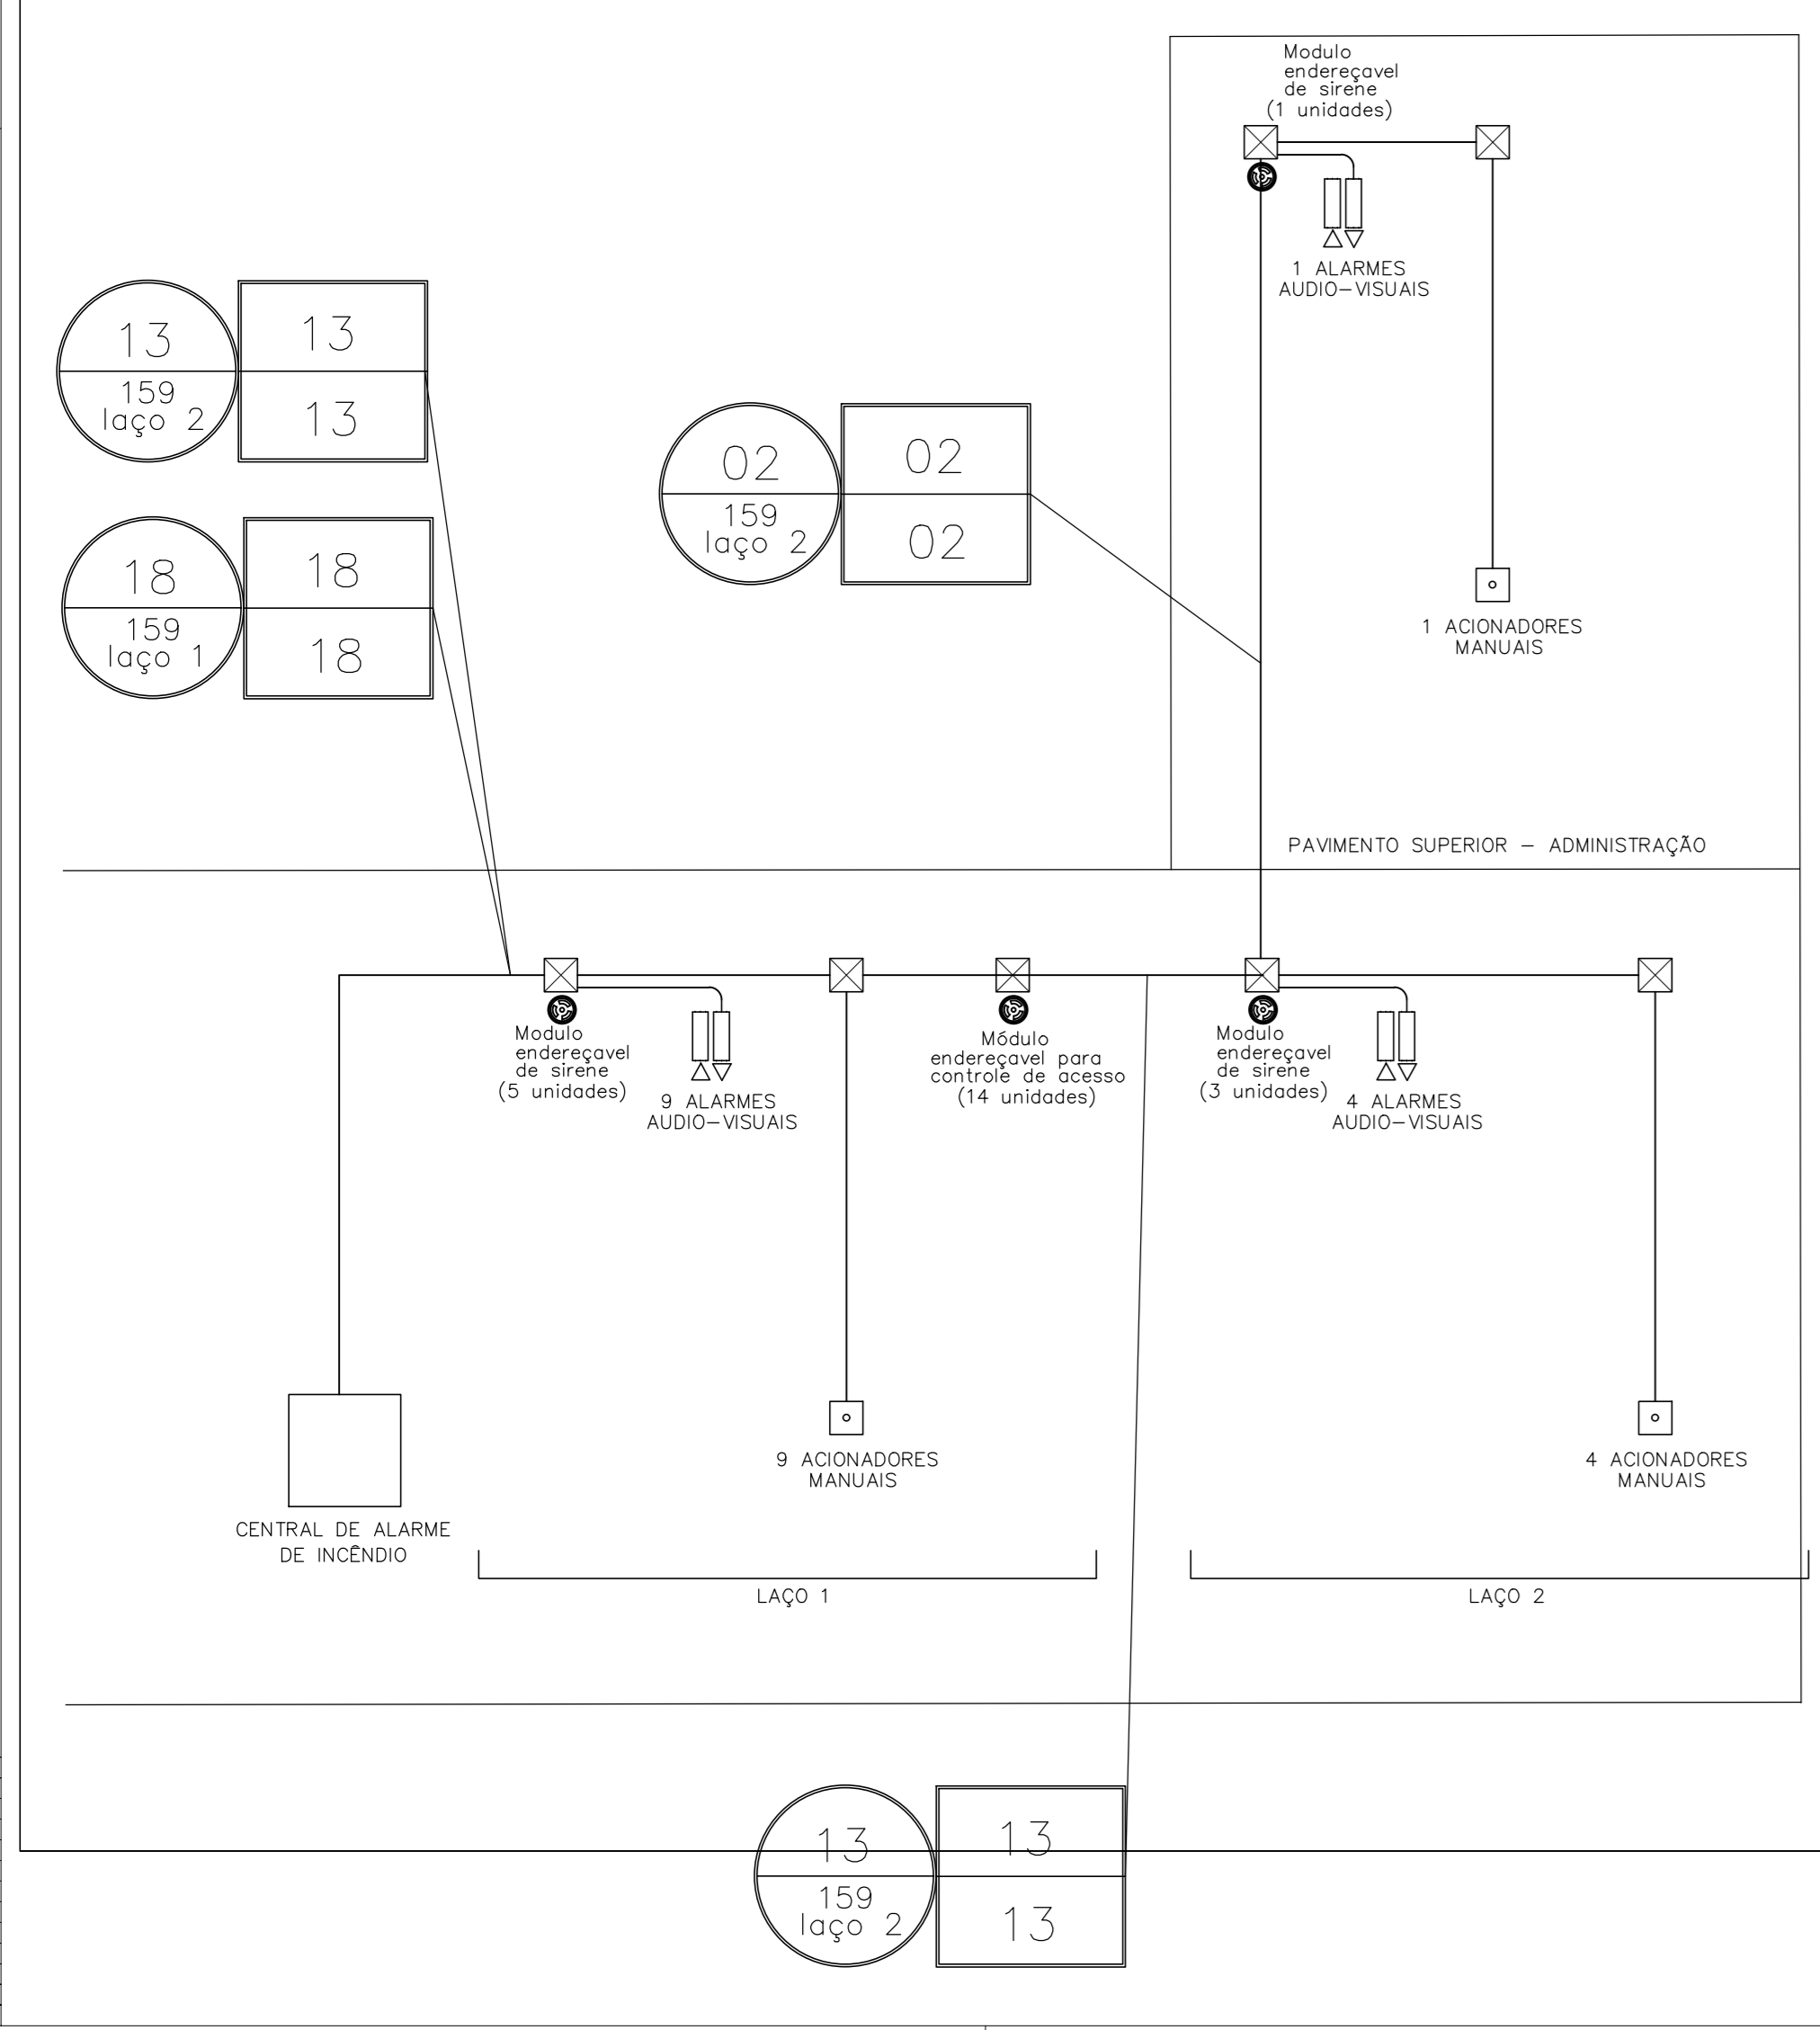 Modulo
endereçavel
de sirene
(1 unidades)
1 ALARMES
AUDIO-VISUAIS
13
159
laço 2
13
13
02
159
laço 2
02
02
18
159
laço 1
18
18
1 ACIONADORES
MANUAIS
PAVIMENTO SUPERIOR - ADMINISTRAÇÃO
Modulo
endereçavel
de sirene
(5 unidades)
9 ALARMES
AUDIO-VISUAIS
Módulo
endereçavel para
controle de acesso
(14 unidades)
Modulo
endereçavel
de sirene
(3 unidades)
4 ALARMES
AUDIO-VISUAIS
9 ACIONADORES
MANUAIS
4 ACIONADORES
MANUAIS
CENTRAL DE ALARME
DE INCÊNDIO
LAÇO 1
LAÇO 2
13
159
laço 2
13
13